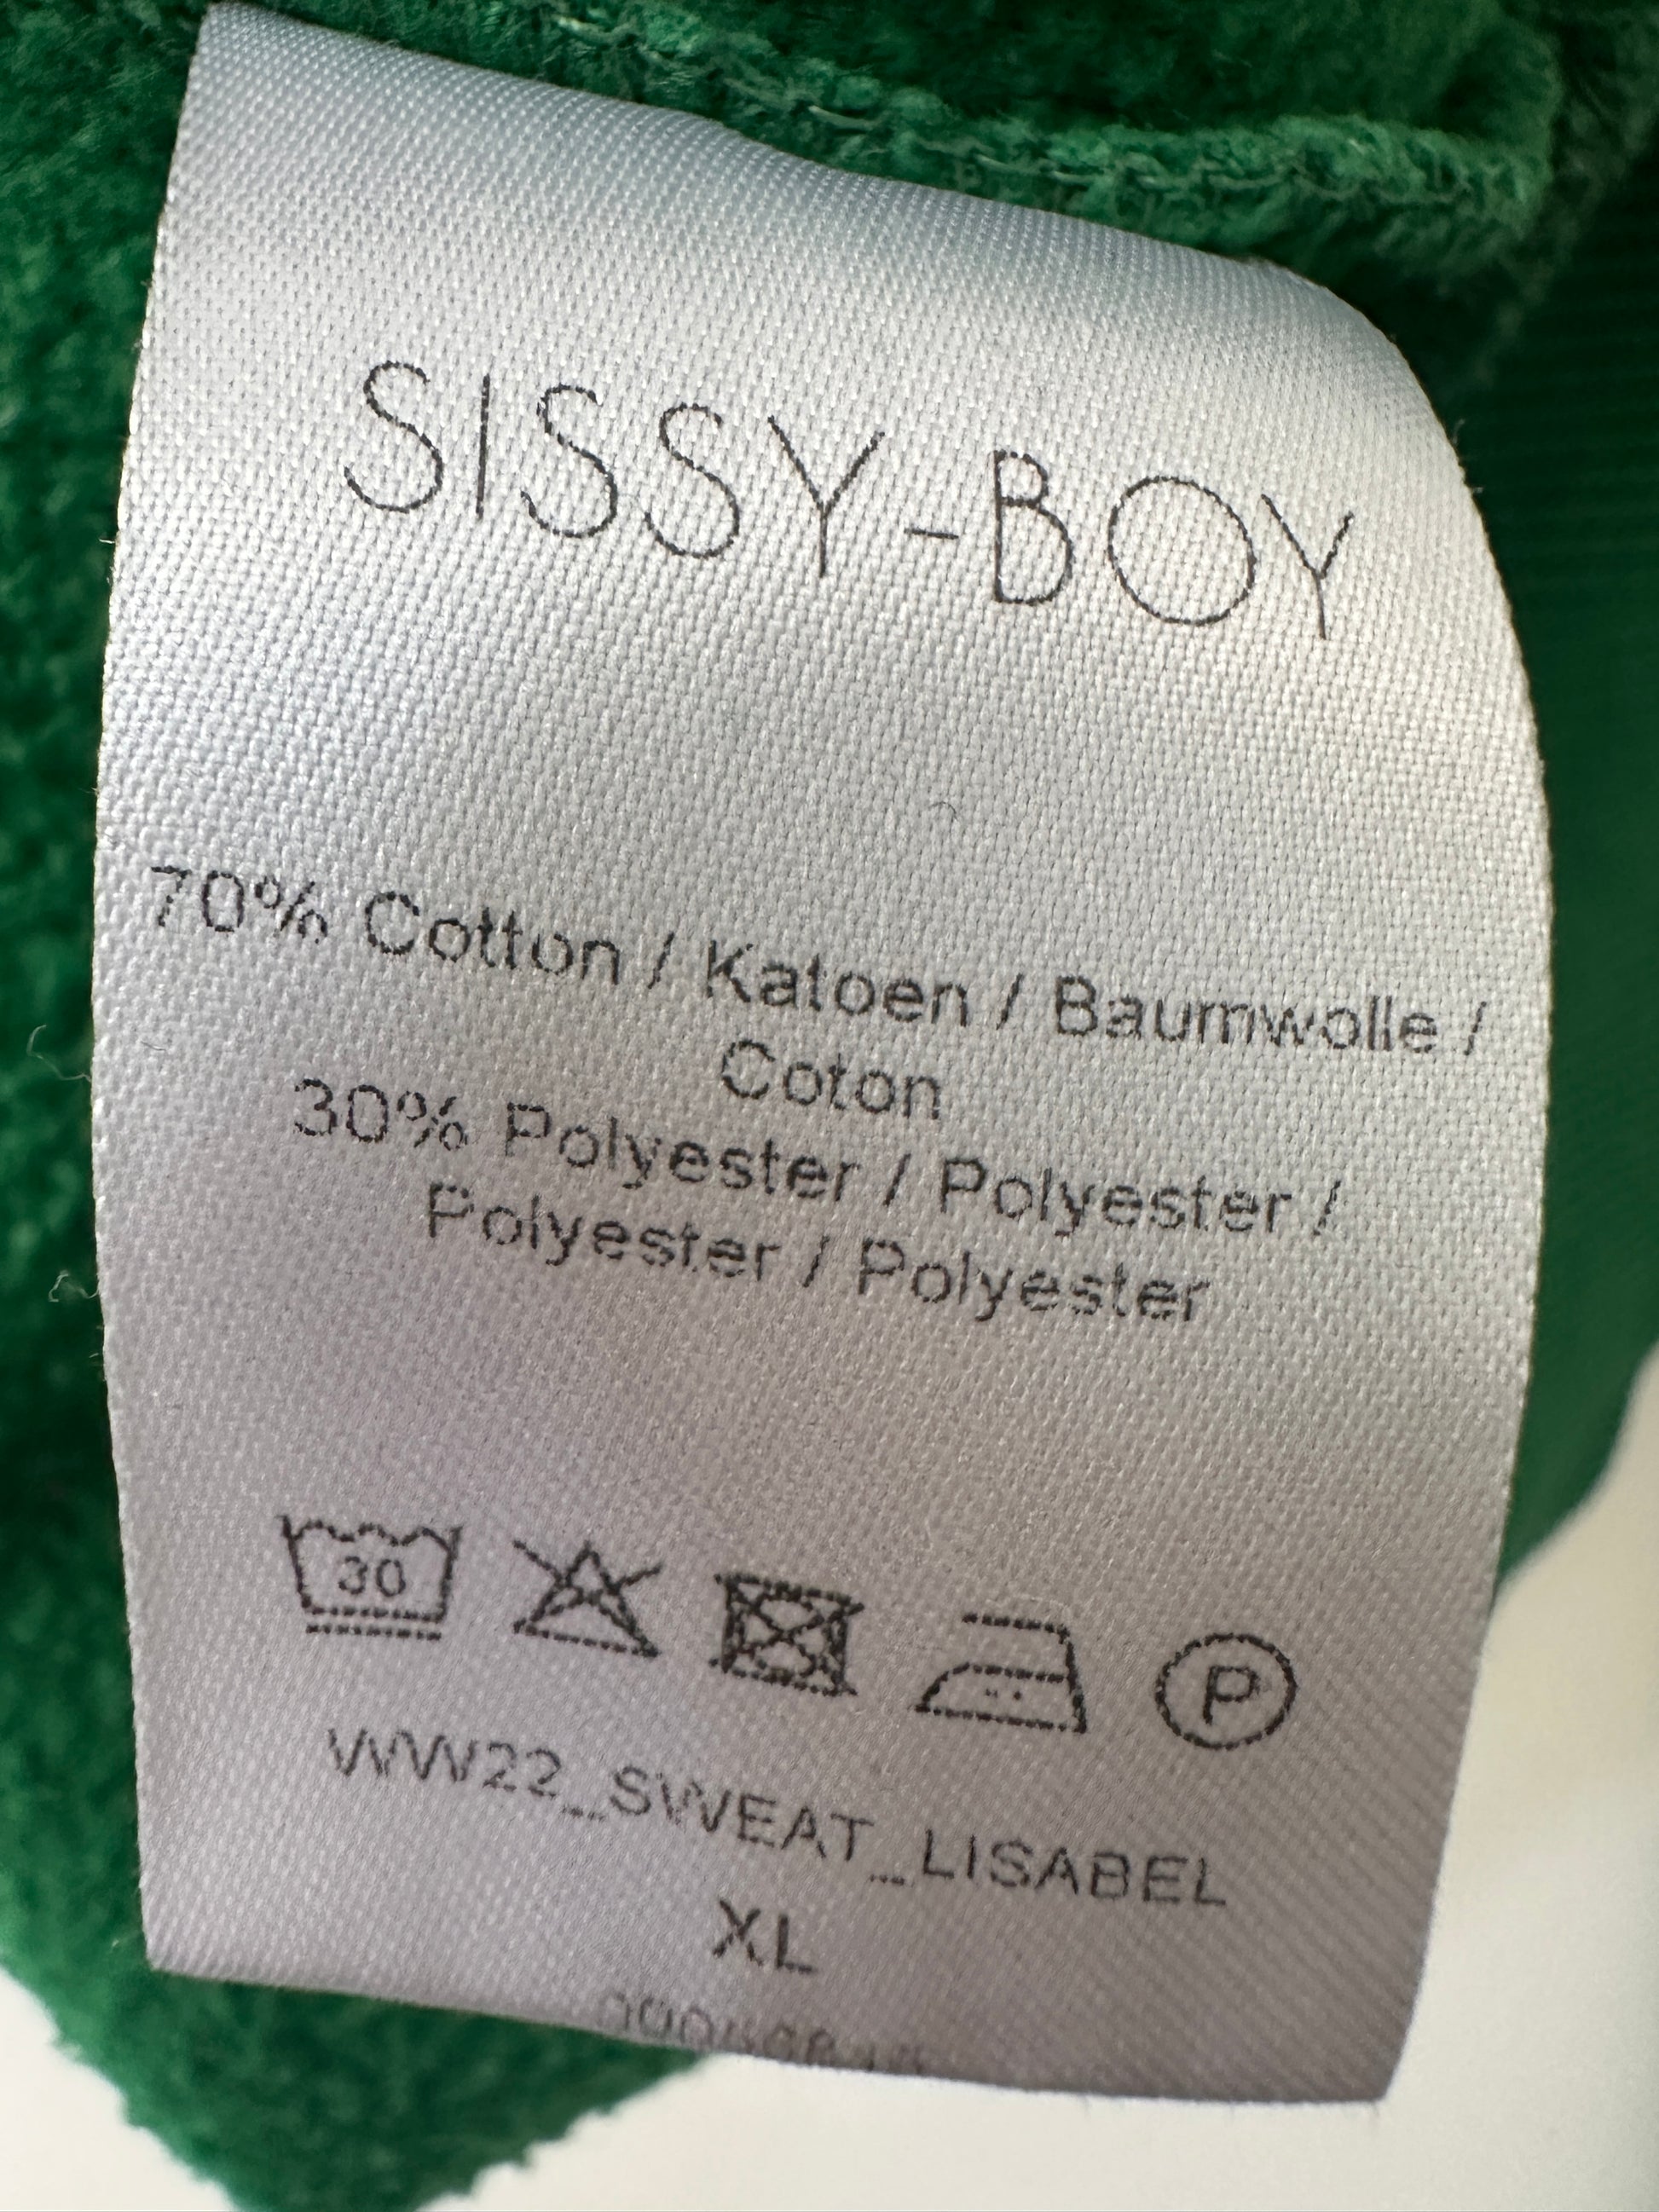 SISSY-BOY
70% Cotton / Katoen / Baumwolle /
Coton
30% Polyester / Polyester /
Polyester / Polyester
30
P
WW22_SWEAT_LISABEL
XL